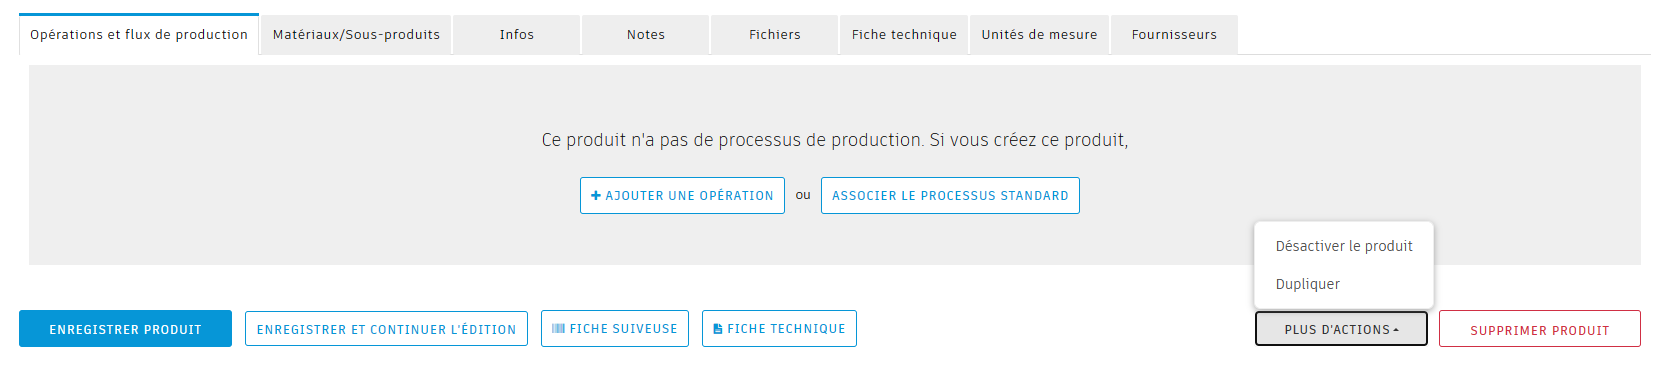 Opérations et flux de production
Matériaux/Sous-produits
Infos
Notes
Fichiers
Fiche technique
Unités de mesure
Fournisseurs
Ce produit n'a pas de processus de production. Si vous créez ce produit,
AJOUTER UNE OPÉRATION
ou
ASSOCIER LE PROCESSUS STANDARD
Désactiver le produit
Dupliquer
ENREGISTRER PRODUIT
ENREGISTRER ET CONTINUER L'ÉDITION
FICHE SUIVEUSE
FICHE TECHNIQUE
PLUS D'ACTIONS
SUPPRIMER PRODUIT